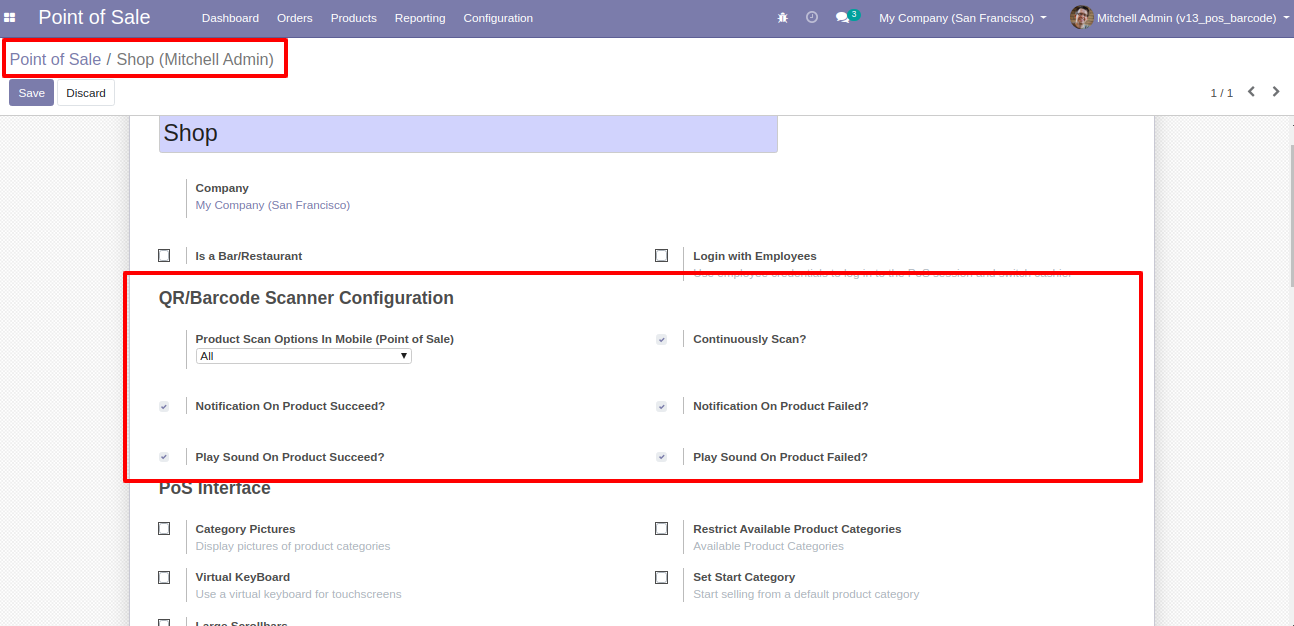 Point of Sale Dashboard Orders Products Reporting Configuration 3 My Company (San Francisco) Mitchell Admin (v13_pos_barcode)
Point of Sale / Shop (Mitchell Admin)
Save Discard 1 / 1
Shop
Company
My Company (San Francisco)
Is a Bar/Restaurant Login with Employees
Use employee credentials to log in to the PoS session and switch cashier
QR/Barcode Scanner Configuration
Product Scan Options In Mobile (Point of Sale) Continuously Scan?
All
Notification On Product Succeed? Notification On Product Failed?
Play Sound On Product Succeed? Play Sound On Product Failed?
PoS Interface
Category Pictures Restrict Available Product Categories
Display pictures of product categories Available Product Categories
Virtual KeyBoard Set Start Category
Use a virtual keyboard for touchscreens Start selling from a default product category
Large Scrollbars